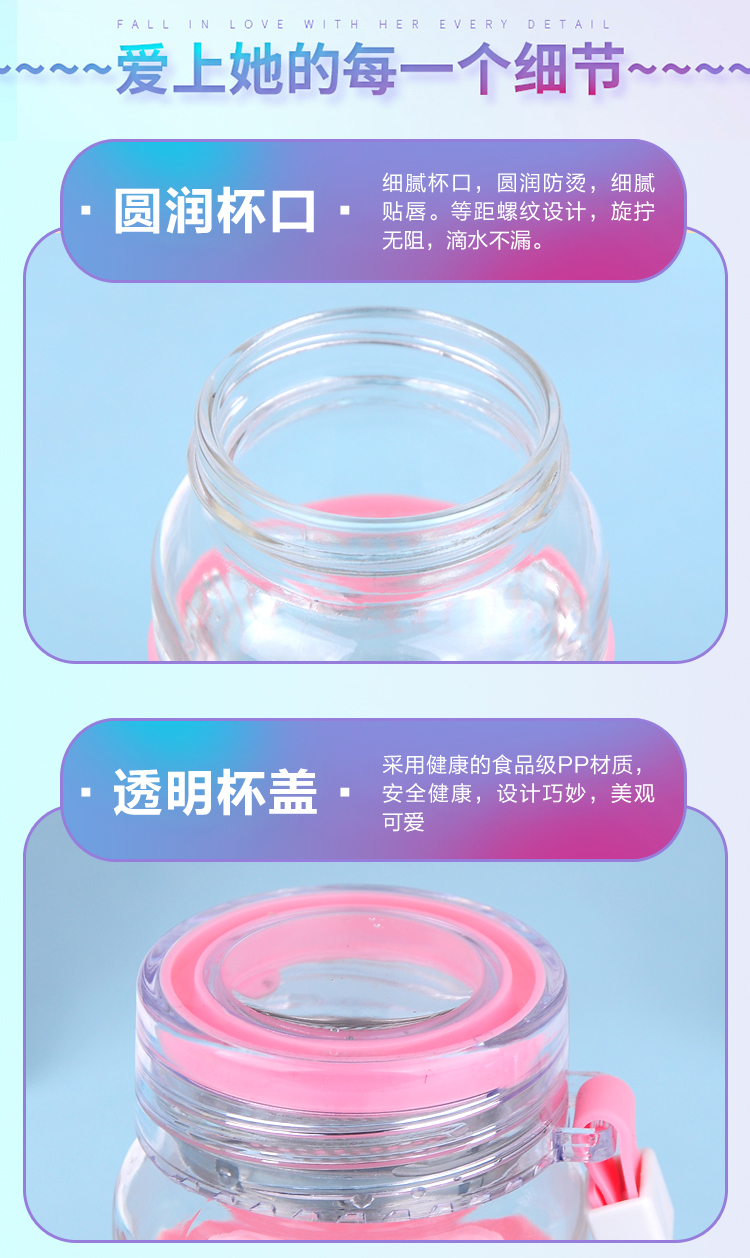 FALL IN LOVE WITH HER EVERY DETAIL
~~~~爱上她的每一个细节~~~~
· 圆润杯口 ·
细腻杯口，圆润防烫，细腻
贴唇。等距螺纹设计，旋拧
无阻，滴水不漏。
· 透明杯盖 ·
采用健康的食品级PP材质，
安全健康，设计巧妙，美观
可爱